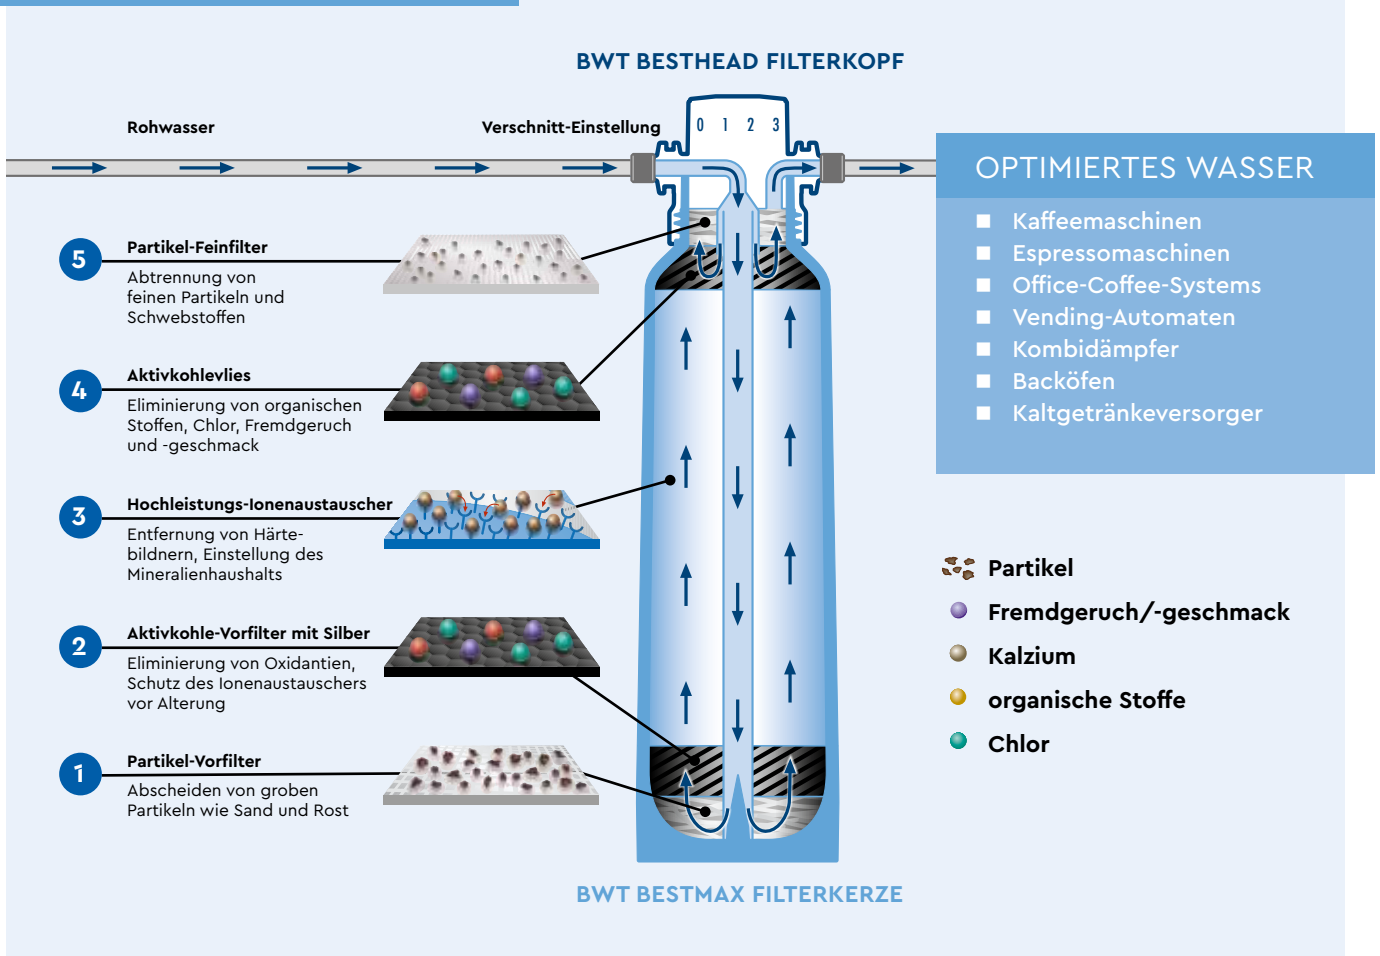 BWT BESTHEAD FILTERKOPF
Rohwasser
Verschnitt-Einstellung
0 1 2 3
OPTIMIERTES WASSER
Kaffeemaschinen
Espressomaschinen
Office-Coffee-Systems
Vending-Automaten
Kombidämpfer
Backöfen
Kaltgetränkeversorger
5
Partikel-Feinfilter
Abtrennung von
feinen Partikeln und
Schwebstoffen
4
Aktivkohlevlies
Eliminierung von organischen
Stoffen, Chlor, Fremdgeruch
und -geschmack
3
Hochleistungs-Ionenaustauscher
Entfernung von Härte-
bildnern, Einstellung des
Mineralienhaushalts
2
Aktivkohle-Vorfilter mit Silber
Eliminierung von Oxidantien,
Schutz des Ionenaustauschers
vor Alterung
1
Partikel-Vorfilter
Abscheiden von groben
Partikeln wie Sand und Rost
Partikel
Fremdgeruch/-geschmack
Kalzium
organische Stoffe
Chlor
BWT BESTMAX FILTERKERZE